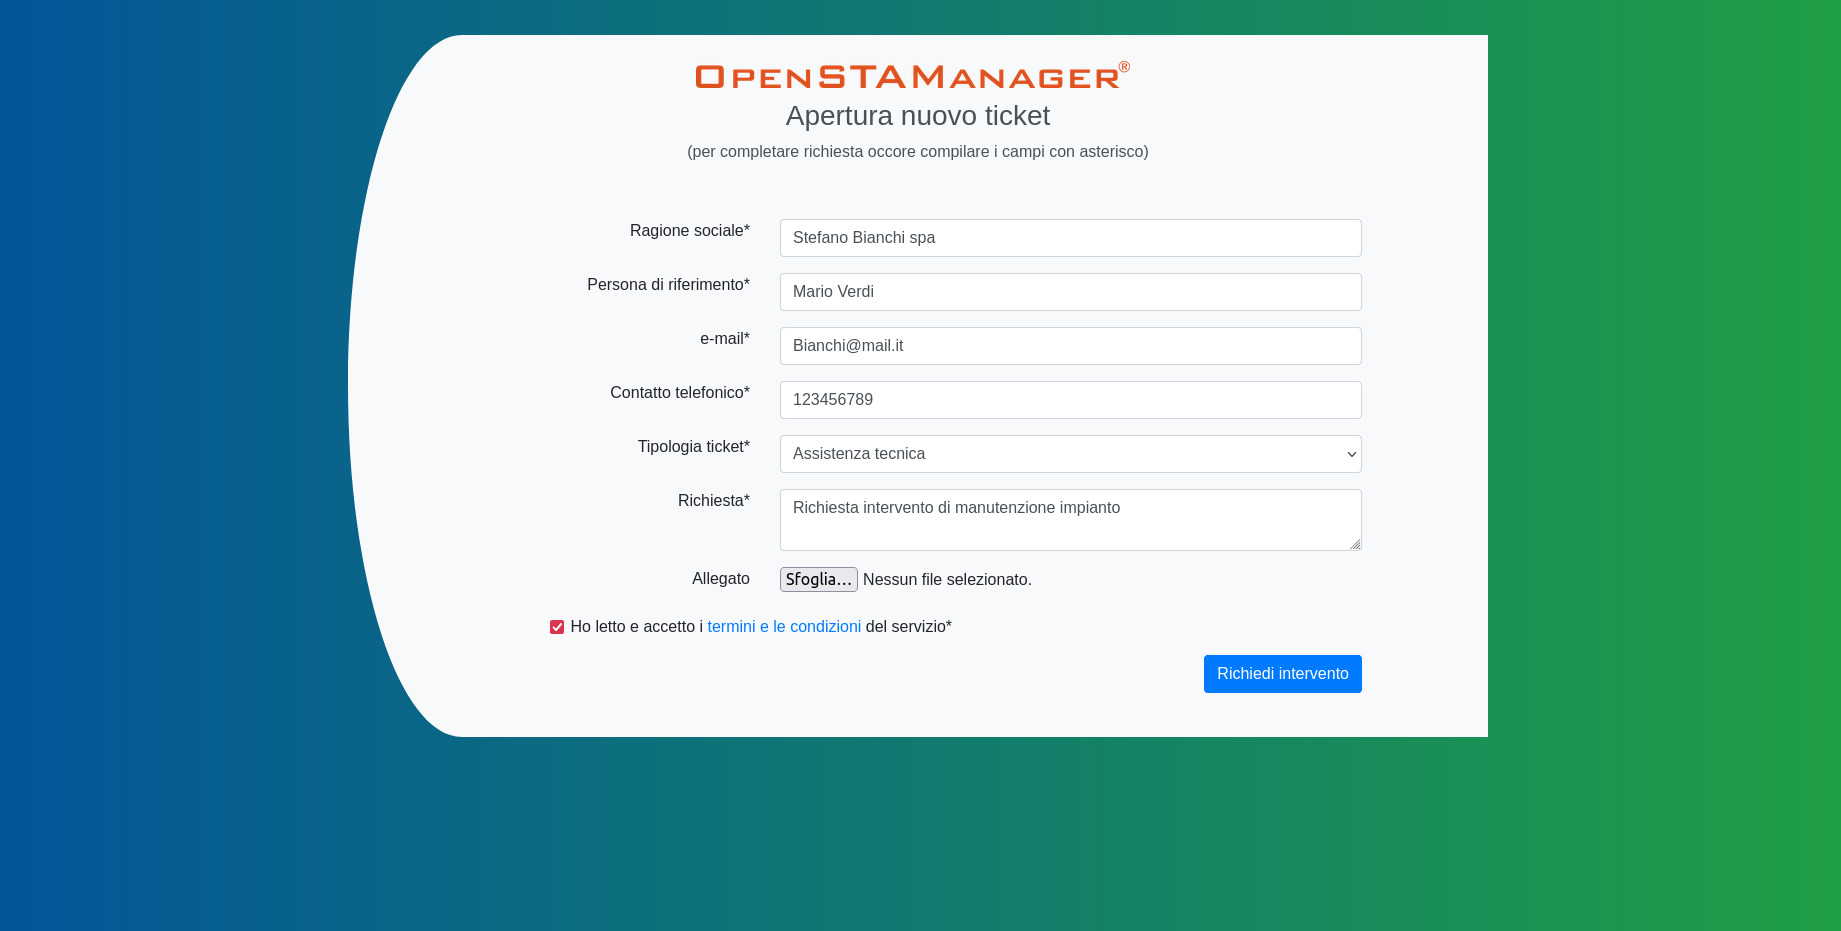 OpenSTAManager®
Apertura nuovo ticket
(per completare richiesta occore compilare i campi con asterisco)
Ragione sociale* Stefano Bianchi spa
Persona di riferimento* Mario Verdi
e-mail* Bianchi@mail.it
Contatto telefonico* 123456789
Tipologia ticket* Assistenza tecnica
Richiesta* Richiesta intervento di manutenzione impianto
Allegato Sfoglia... Nessun file selezionato.
Ho letto e accetto i termini e le condizioni del servizio*
Richiedi intervento